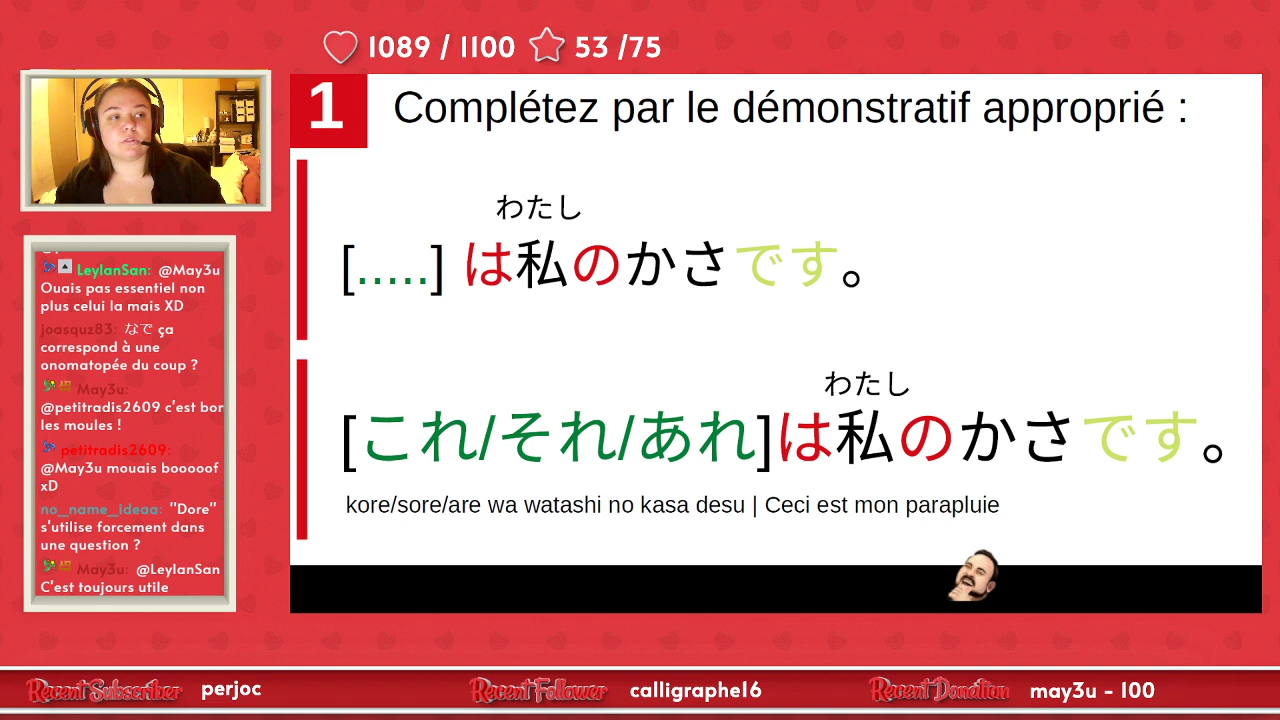 1089 / 1100 53 /75
1 Complétez par le démonstratif approprié :
わたし
[.....] は私のかさです。
わたし
[これ/それ/あれ]は私のかさです。
kore/sore/are wa watashi no kasa desu | Ceci est mon parapluie
LeylanSan: @May3u
Ouais pas essentiel non
plus celui la mais XD
joasquz83: なで ça
correspond à une
onomatopée du coup ?
May3u:
@petitradis2609 c'est bon
les moules !
petitradis2609:
@May3u mouais booooof
xD
no_name_ideaa: "Dore"
s'utilise forcement dans
une question ?
May3u: @LeylanSan
C'est toujours utile
Recent Subscriber perjoc
Recent Follower calligraphe16
Recent Donation may3u - 100